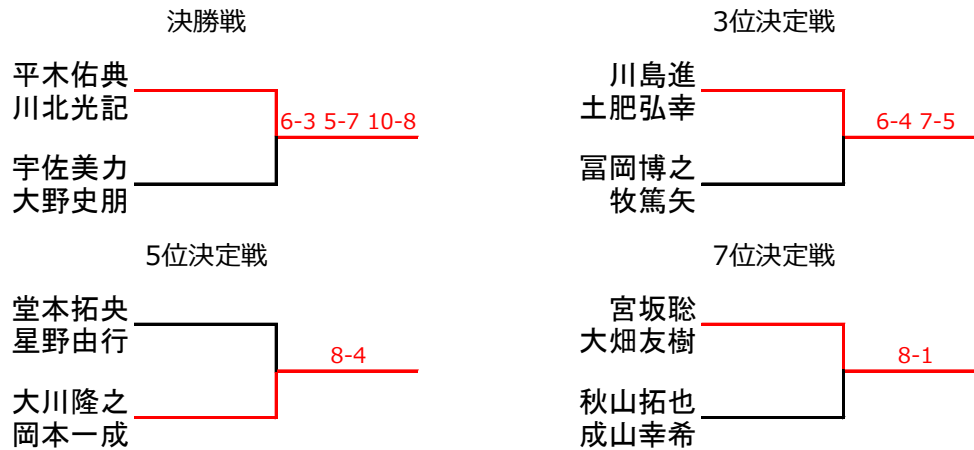 決勝戦
平木佑典
川北光記
6-3 5-7 10-8
宇佐美力
大野史朋
3位決定戦
川島進
土肥弘幸
6-4 7-5
冨岡博之
牧篤矢
5位決定戦
堂本拓央
星野由行
8-4
大川隆之
岡本一成
7位決定戦
宮坂聡
大畑友樹
8-1
秋山拓也
成山幸希